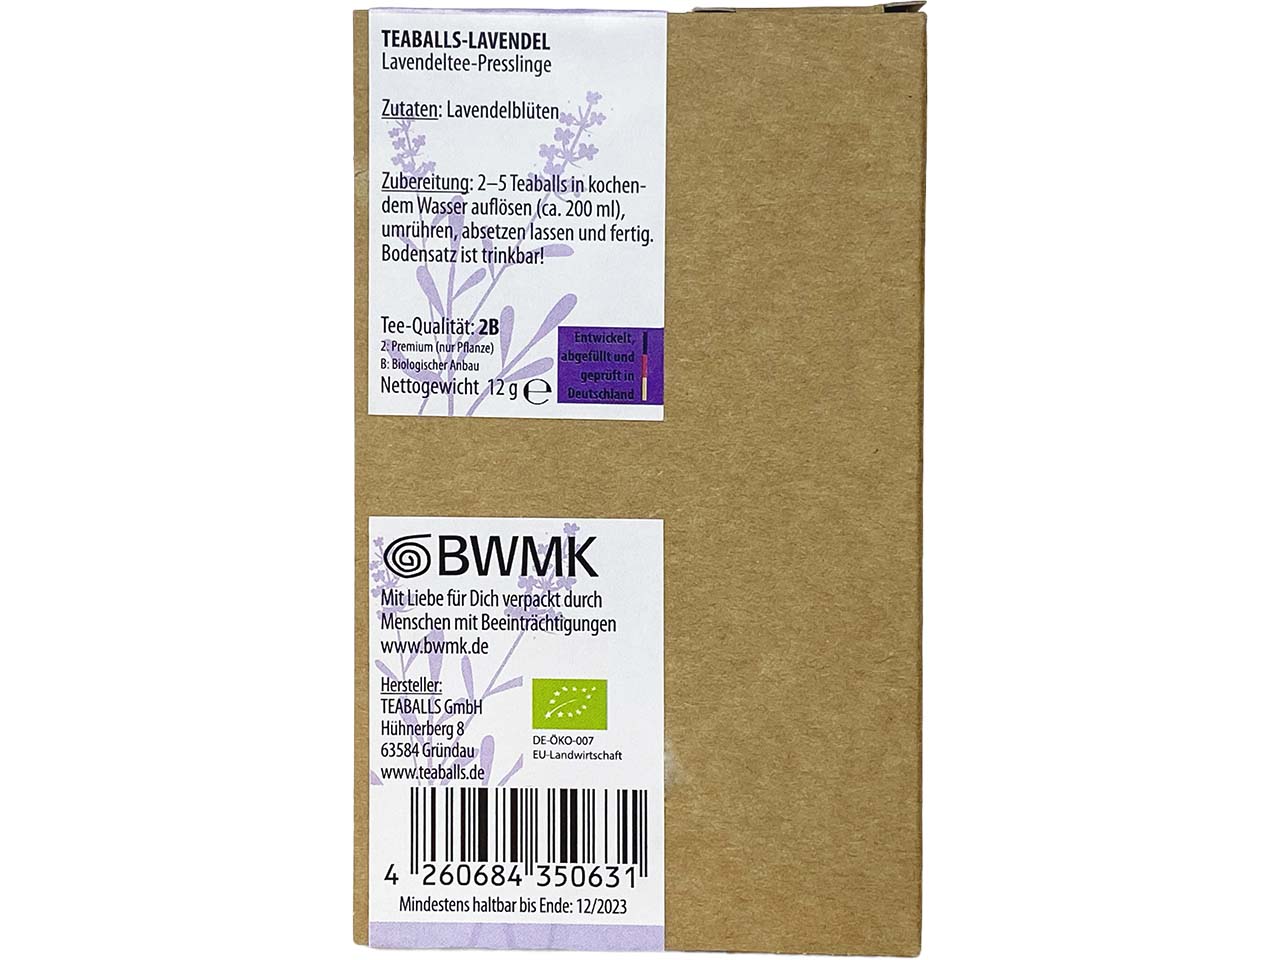 TEABALLS-LAVENDEL
Lavendeltee-Presslinge
Zutaten: Lavendelblüten
Zubereitung: 2–5 Teaballs in kochen-
dem Wasser auflösen (ca. 200 ml),
umrühren, absetzen lassen und fertig.
Bodensatz ist trinkbar!
Tee-Qualität: 2B
2: Premium (nur Pflanze)
B: Biologischer Anbau
Nettogewicht 12 g ℮
Entwickelt,
abgefüllt und
geprüft in
Deutschland
BWMK
Mit Liebe für Dich verpackt durch
Menschen mit Beeinträchtigungen
www.bwmk.de
Hersteller:
TEABALLS GmbH
Hühnerberg 8
63584 Gründau
www.teaballs.de
DE-ÖKO-007
EU-Landwirtschaft
4 260684 350631
Mindestens haltbar bis Ende: 12/2023